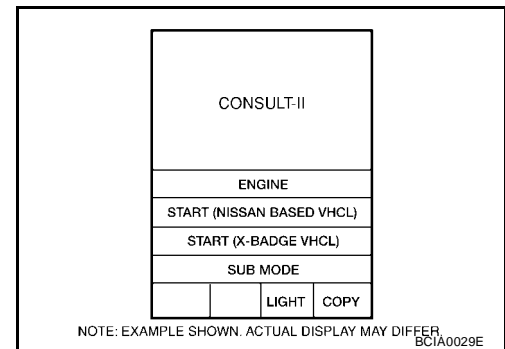 CONSULT-II
ENGINE
START (NISSAN BASED VHCL)
START (X-BADGE VHCL)
SUB MODE
LIGHT COPY
NOTE: EXAMPLE SHOWN. ACTUAL DISPLAY MAY DIFFER.
BCIA0029E